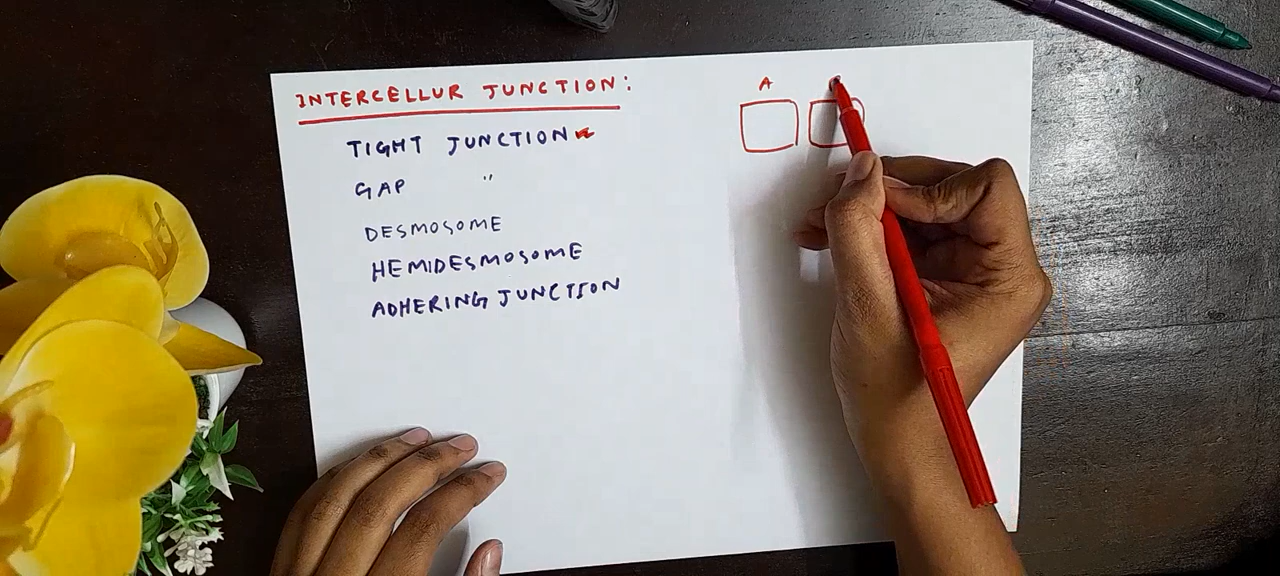 INTERCELLUR JUNCTION:
A
TIGHT JUNCTION
GAP "
DESMOSOME
HEMIDESMOSOME
ADHERING JUNCTION